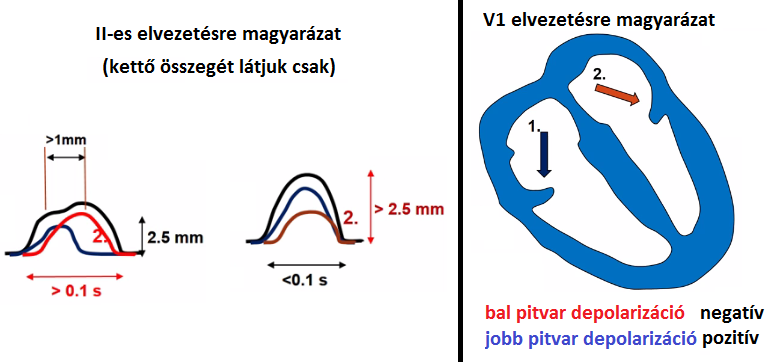 II-es elvezetésre magyarázat
(kettő összegét látjuk csak)
>1mm
2.
2.5 mm
> 0.1 s
2.
> 2.5 mm
<0.1 s
V1 elvezetésre magyarázat
2.
1.
bal pitvar depolarizáció negatív
jobb pitvar depolarizáció pozitív